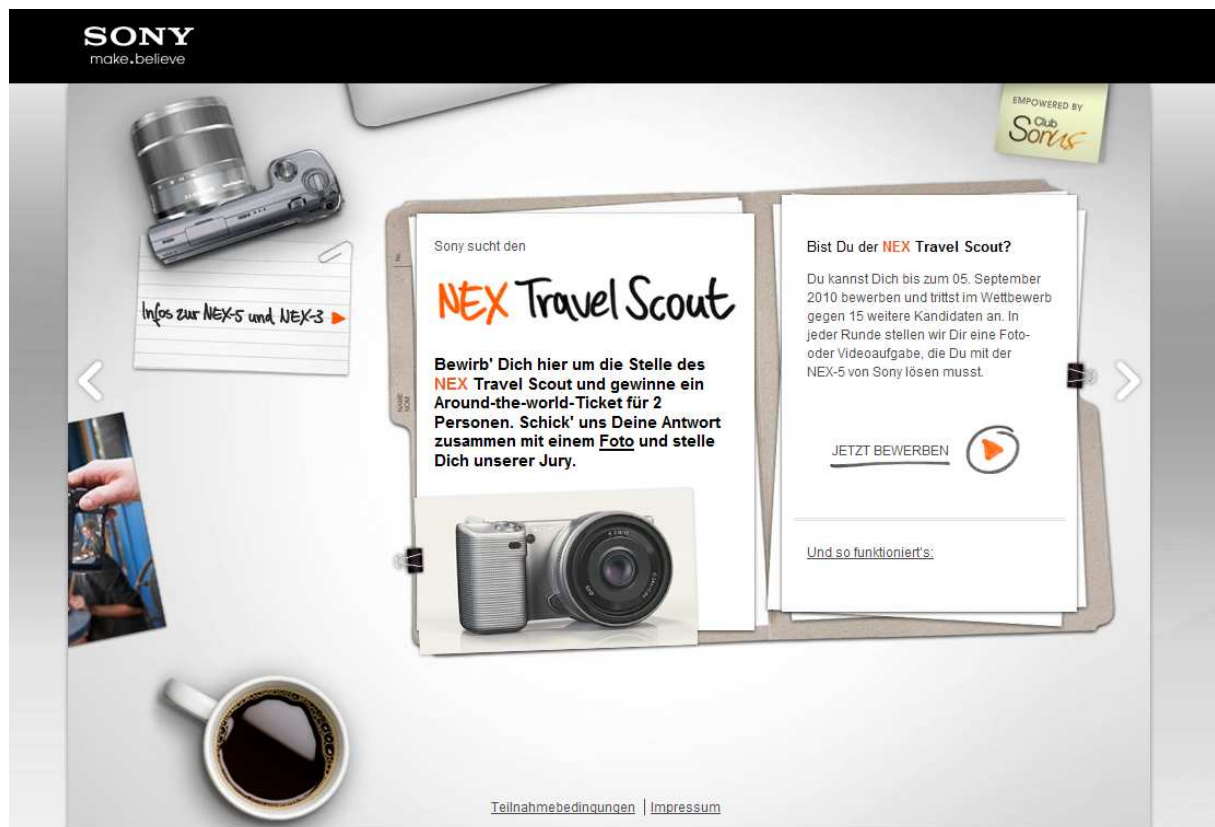 SONY
make.believe
EMPOWERED BY
Club
Sonus
Infos zur NEX-5 und NEX-3
Nr.
NAME
NOM
Sony sucht den
NEX Travel Scout
Bewirb' Dich hier um die Stelle des
NEX Travel Scout und gewinne ein
Around-the-world-Ticket für 2
Personen. Schick' uns Deine Antwort
zusammen mit einem Foto und stelle
Dich unserer Jury.
Bist Du der NEX Travel Scout?
Du kannst Dich bis zum 05. September
2010 bewerben und trittst im Wettbewerb
gegen 15 weitere Kandidaten an. In
jeder Runde stellen wir Dir eine Foto-
oder Videoaufgabe, die Du mit der
NEX-5 von Sony lösen musst.
JETZT BEWERBEN
Und so funktioniert's:
Teilnahmebedingungen | Impressum